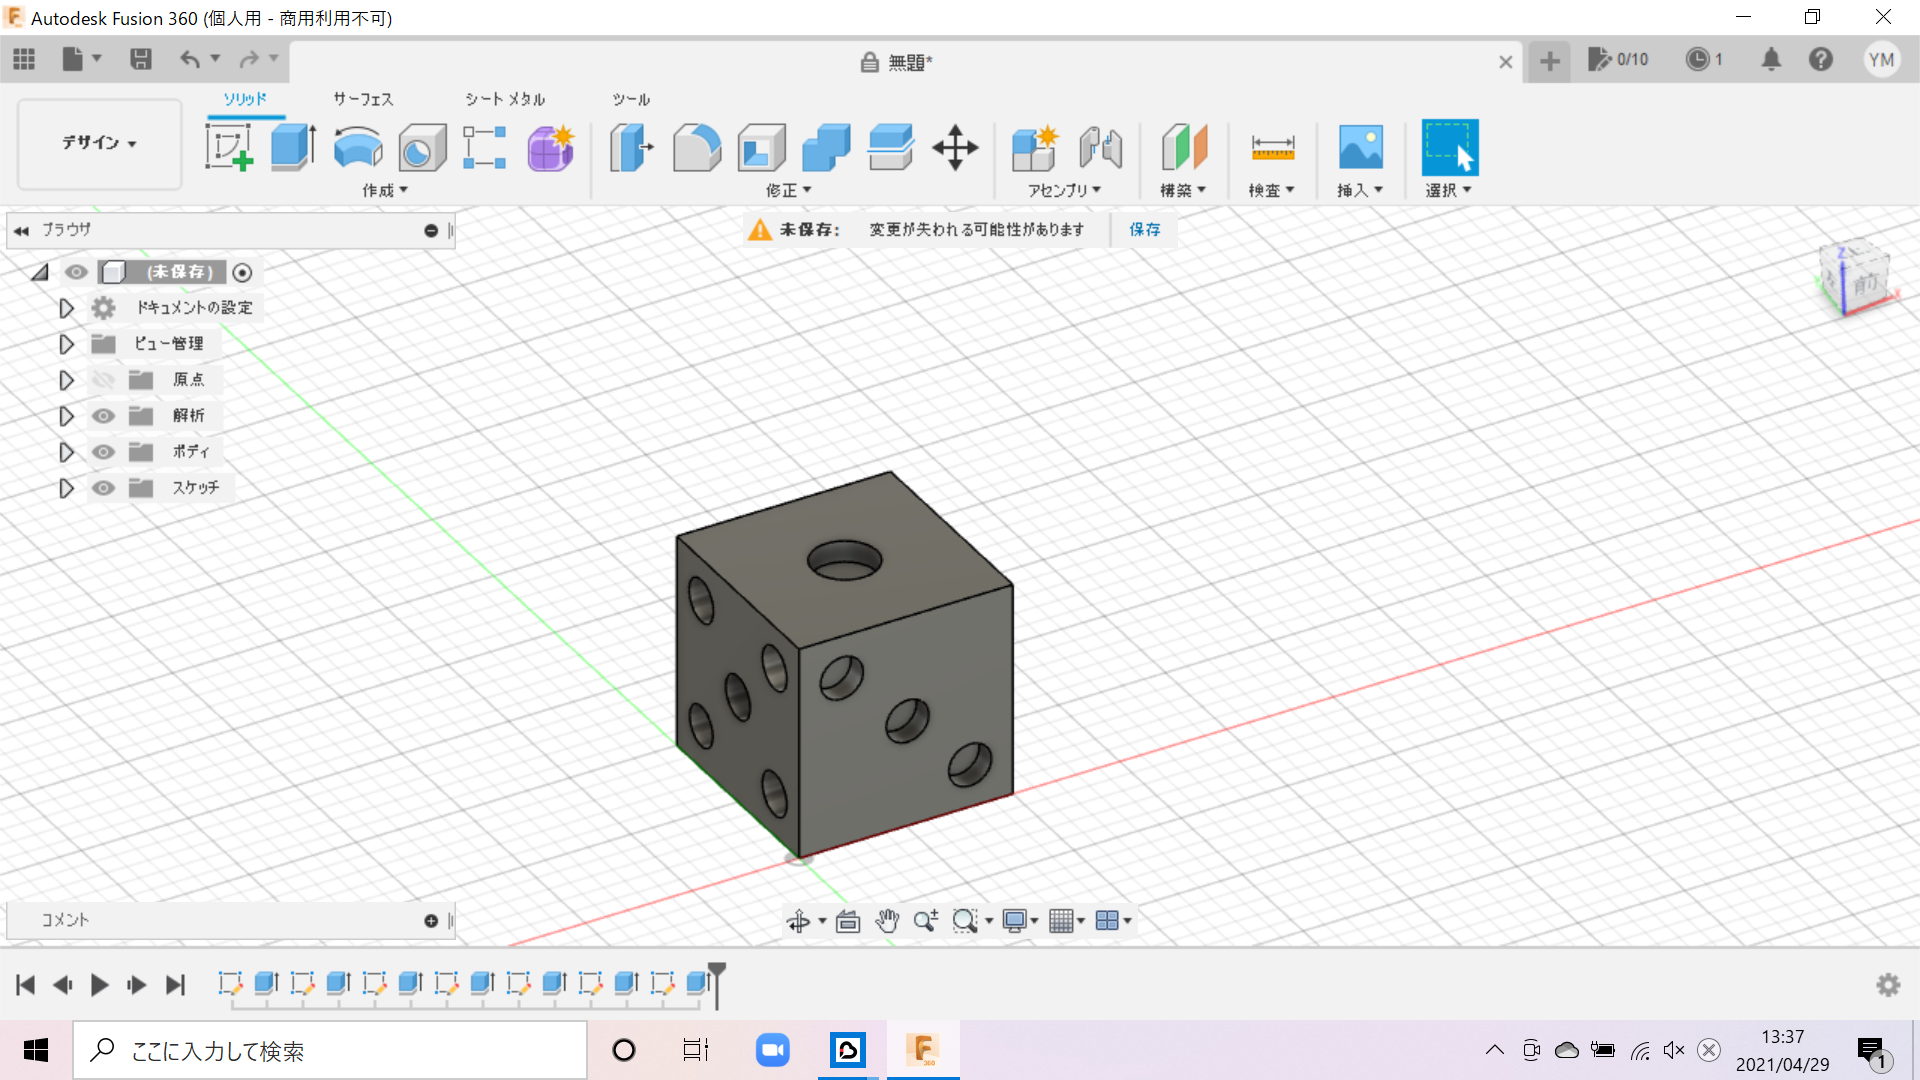 Autodesk Fusion 360 (個人用 - 商用利用不可)
無題*
0/10
1
YM
デザイン
ソリッド
サーフェス
シート メタル
ツール
作成
修正
アセンブリ
構築
検査
挿入
選択
ブラウザ
未保存:
変更が失われる可能性があります
保存
(未保存)
ドキュメントの設定
ビュー管理
原点
解析
ボディ
スケッチ
Z
前
X
コメント
ここに入力して検索
360
13:37
2021/04/29
1